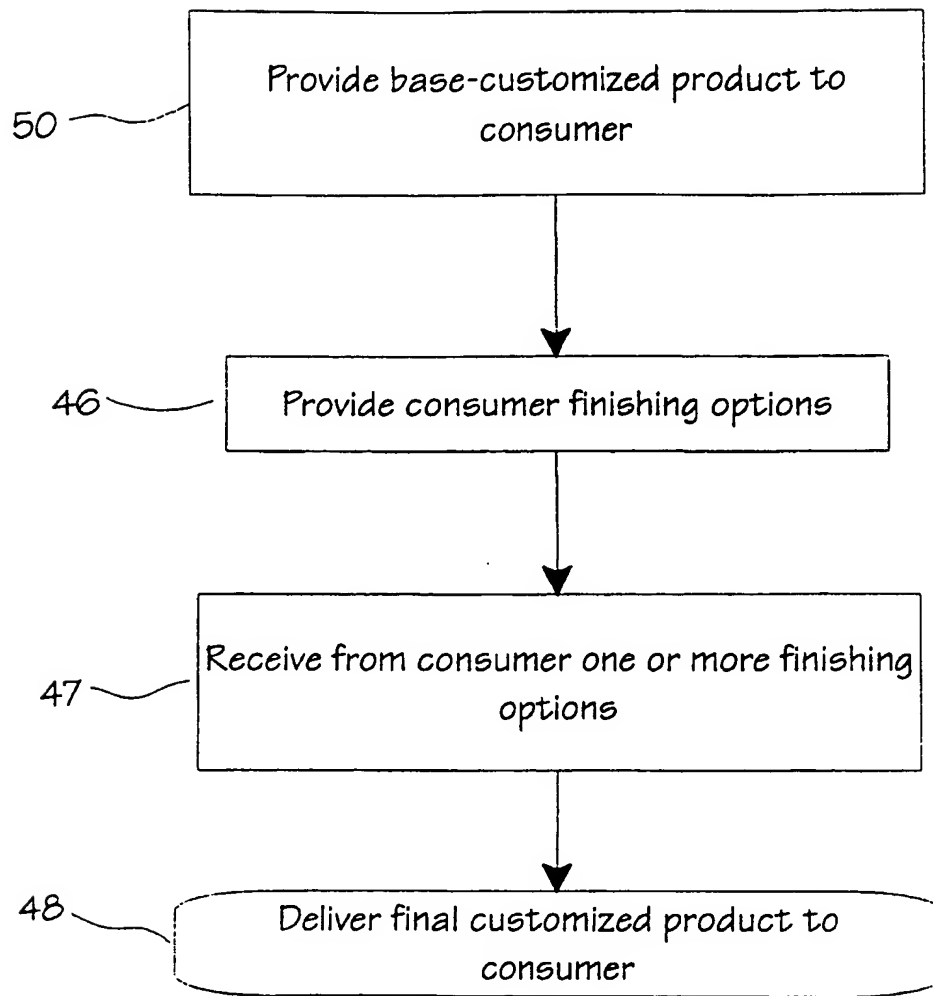 Provide base-customized product to
consumer
50
Provide consumer finishing options
46
Receive from consumer one or more finishing
options
47
Deliver final customized product to
consumer
48